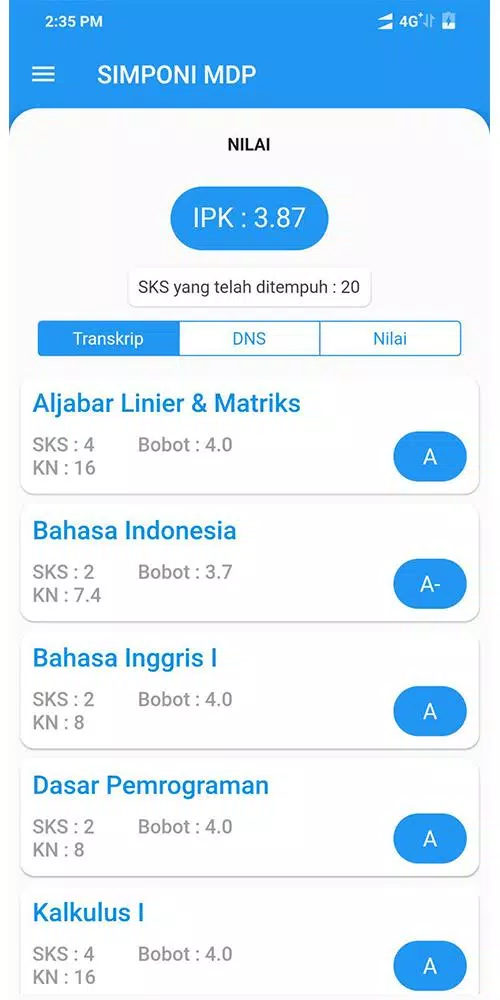 2:35 PM
4G+
SIMPONI MDP
NILAI
IPK : 3.87
SKS yang telah ditempuh : 20
Transkrip DNS Nilai
Aljabar Linier & Matriks
SKS : 4 Bobot : 4.0
KN : 16
A
Bahasa Indonesia
SKS : 2 Bobot : 3.7
KN : 7.4
A-
Bahasa Inggris I
SKS : 2 Bobot : 4.0
KN : 8
A
Dasar Pemrograman
SKS : 2 Bobot : 4.0
KN : 8
A
Kalkulus I
SKS : 4 Bobot : 4.0
KN : 16
A